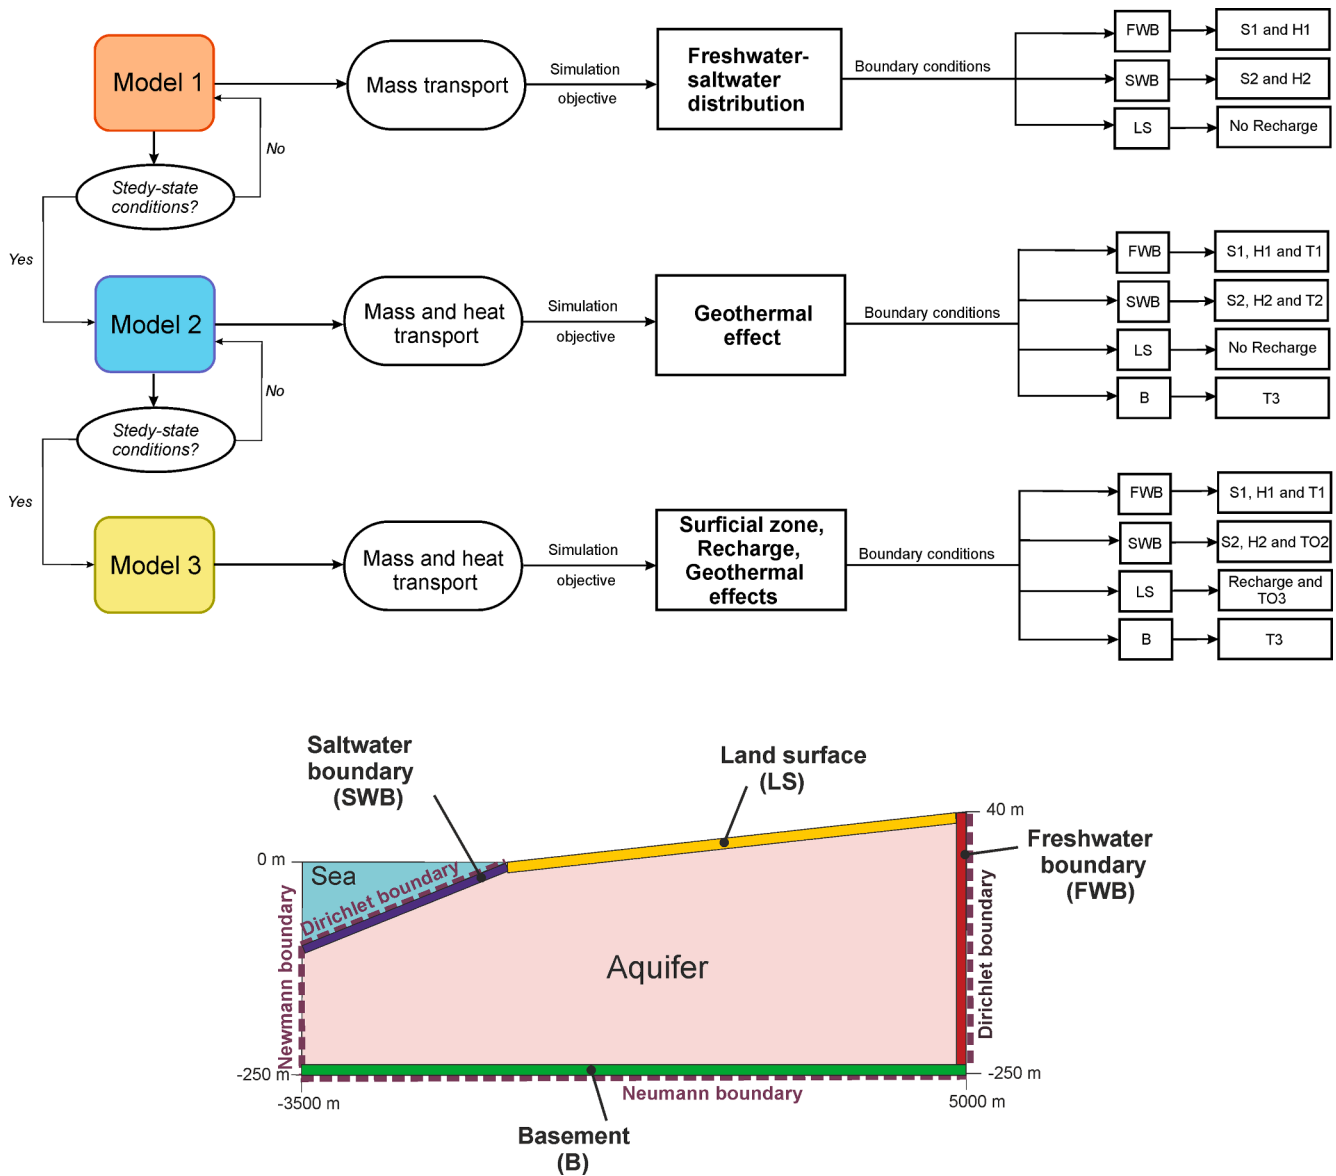 Model 1
Mass transport
Simulation
objective
Freshwater-
saltwater
distribution
Boundary conditions
FWB
S1 and H1
SWB
S2 and H2
LS
No Recharge
No
Stedy-state
conditions?
Yes
Model 2
Mass and heat
transport
Simulation
objective
Geothermal
effect
Boundary conditions
FWB
S1, H1 and T1
SWB
S2, H2 and T2
LS
No Recharge
B
T3
No
Stedy-state
conditions?
Yes
Model 3
Mass and heat
transport
Simulation
objective
Surficial zone,
Recharge,
Geothermal
effects
Boundary conditions
FWB
S1, H1 and T1
SWB
S2, H2 and TO2
LS
Recharge and
TO3
B
T3
Saltwater
boundary
(SWB)
Land surface
(LS)
40 m
Freshwater
boundary
(FWB)
0 m
Sea
Dirichlet boundary
Newmann boundary
Aquifer
Dirichlet boundary
-250 m
-250 m
-3500 m
Neumann boundary
5000 m
Basement
(B)